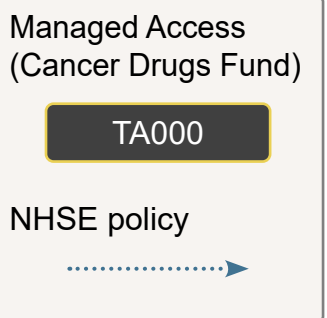 Managed Access
(Cancer Drugs Fund)
TA000
NHSE policy